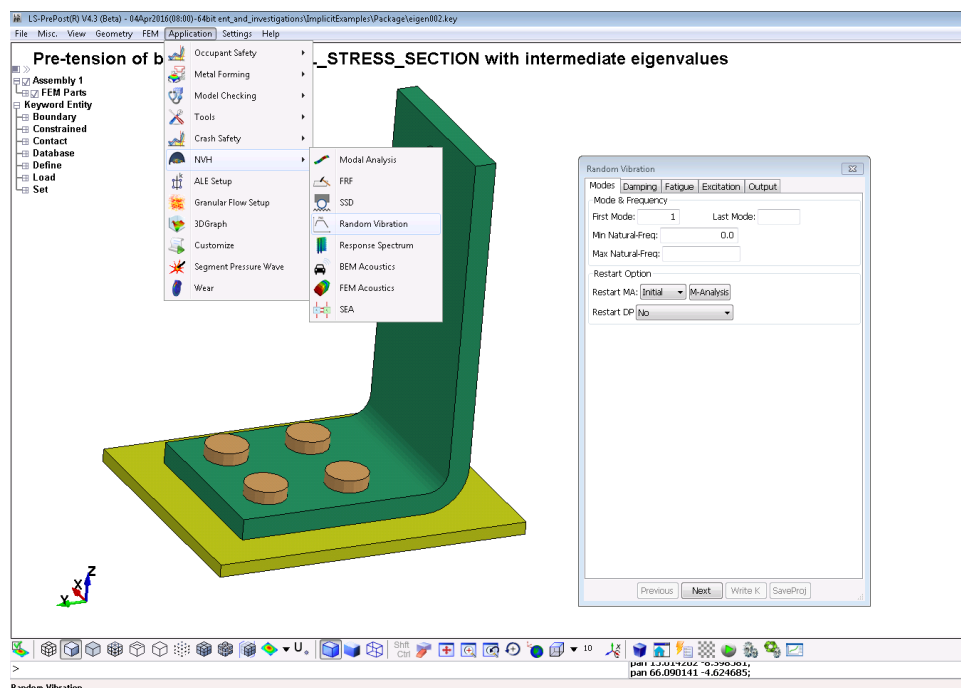 LS-PrePost(R) V4.3 (Beta) - 04Apr2016(08:00)-64bit ent_and_investigations\ImplicitExamples\Package\eigen002.key
File Misc. View Geometry FEM Application Settings Help
Pre-tension of b L_STRESS_SECTION with intermediate eigenvalues
Assembly 1
FEM Parts
Keyword Entity
Boundary
Constrained
Contact
Database
Define
Load
Set
Occupant Safety
Metal Forming
Model Checking
Tools
Crash Safety
NVH
ALE Setup
Granular Flow Setup
3DGraph
Customize
Segment Pressure Wave
Wear
Modal Analysis
FRF
SSD
Random Vibration
Response Spectrum
BEM Acoustics
FEM Acoustics
SEA
Random Vibration
Modes Damping Fatigue Excitation Output
Mode & Frequency
First Mode: 1 Last Mode:
Min Natural-Freq: 0.0
Max Natural-Freq:
Restart Option
Restart MA: Initial M-Analysis
Restart DP No
Previous Next Write K SaveProj
Z
X
Y
Shft
Ctrl
10
>
pan 66.090141 -4.624685;
Random Vibration